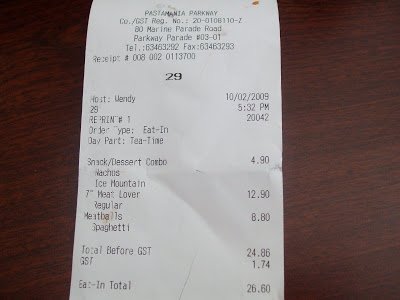 PASTAMANIA PARKWAY
Co./GST Reg. No.: 20-0106110-Z
80 Marine Parade Road
Parkway Parade #03-01
Tel.:63463292 Fax:63463293
Receipt # 008 002 0113700
29
Host: Wendy 10/02/2009
29 5:32 PM
REPRINT# 1 20042
Order Type: Eat-In
Day Part: Tea-Time
Snack/Dessert Combo 4.90
Nachos
Ice Mountain
7" Meat Lover 12.90
Regular
Meatballs 8.80
Spaghetti
Total Before GST 24.86
GST 1.74
Eat-In Total 26.60